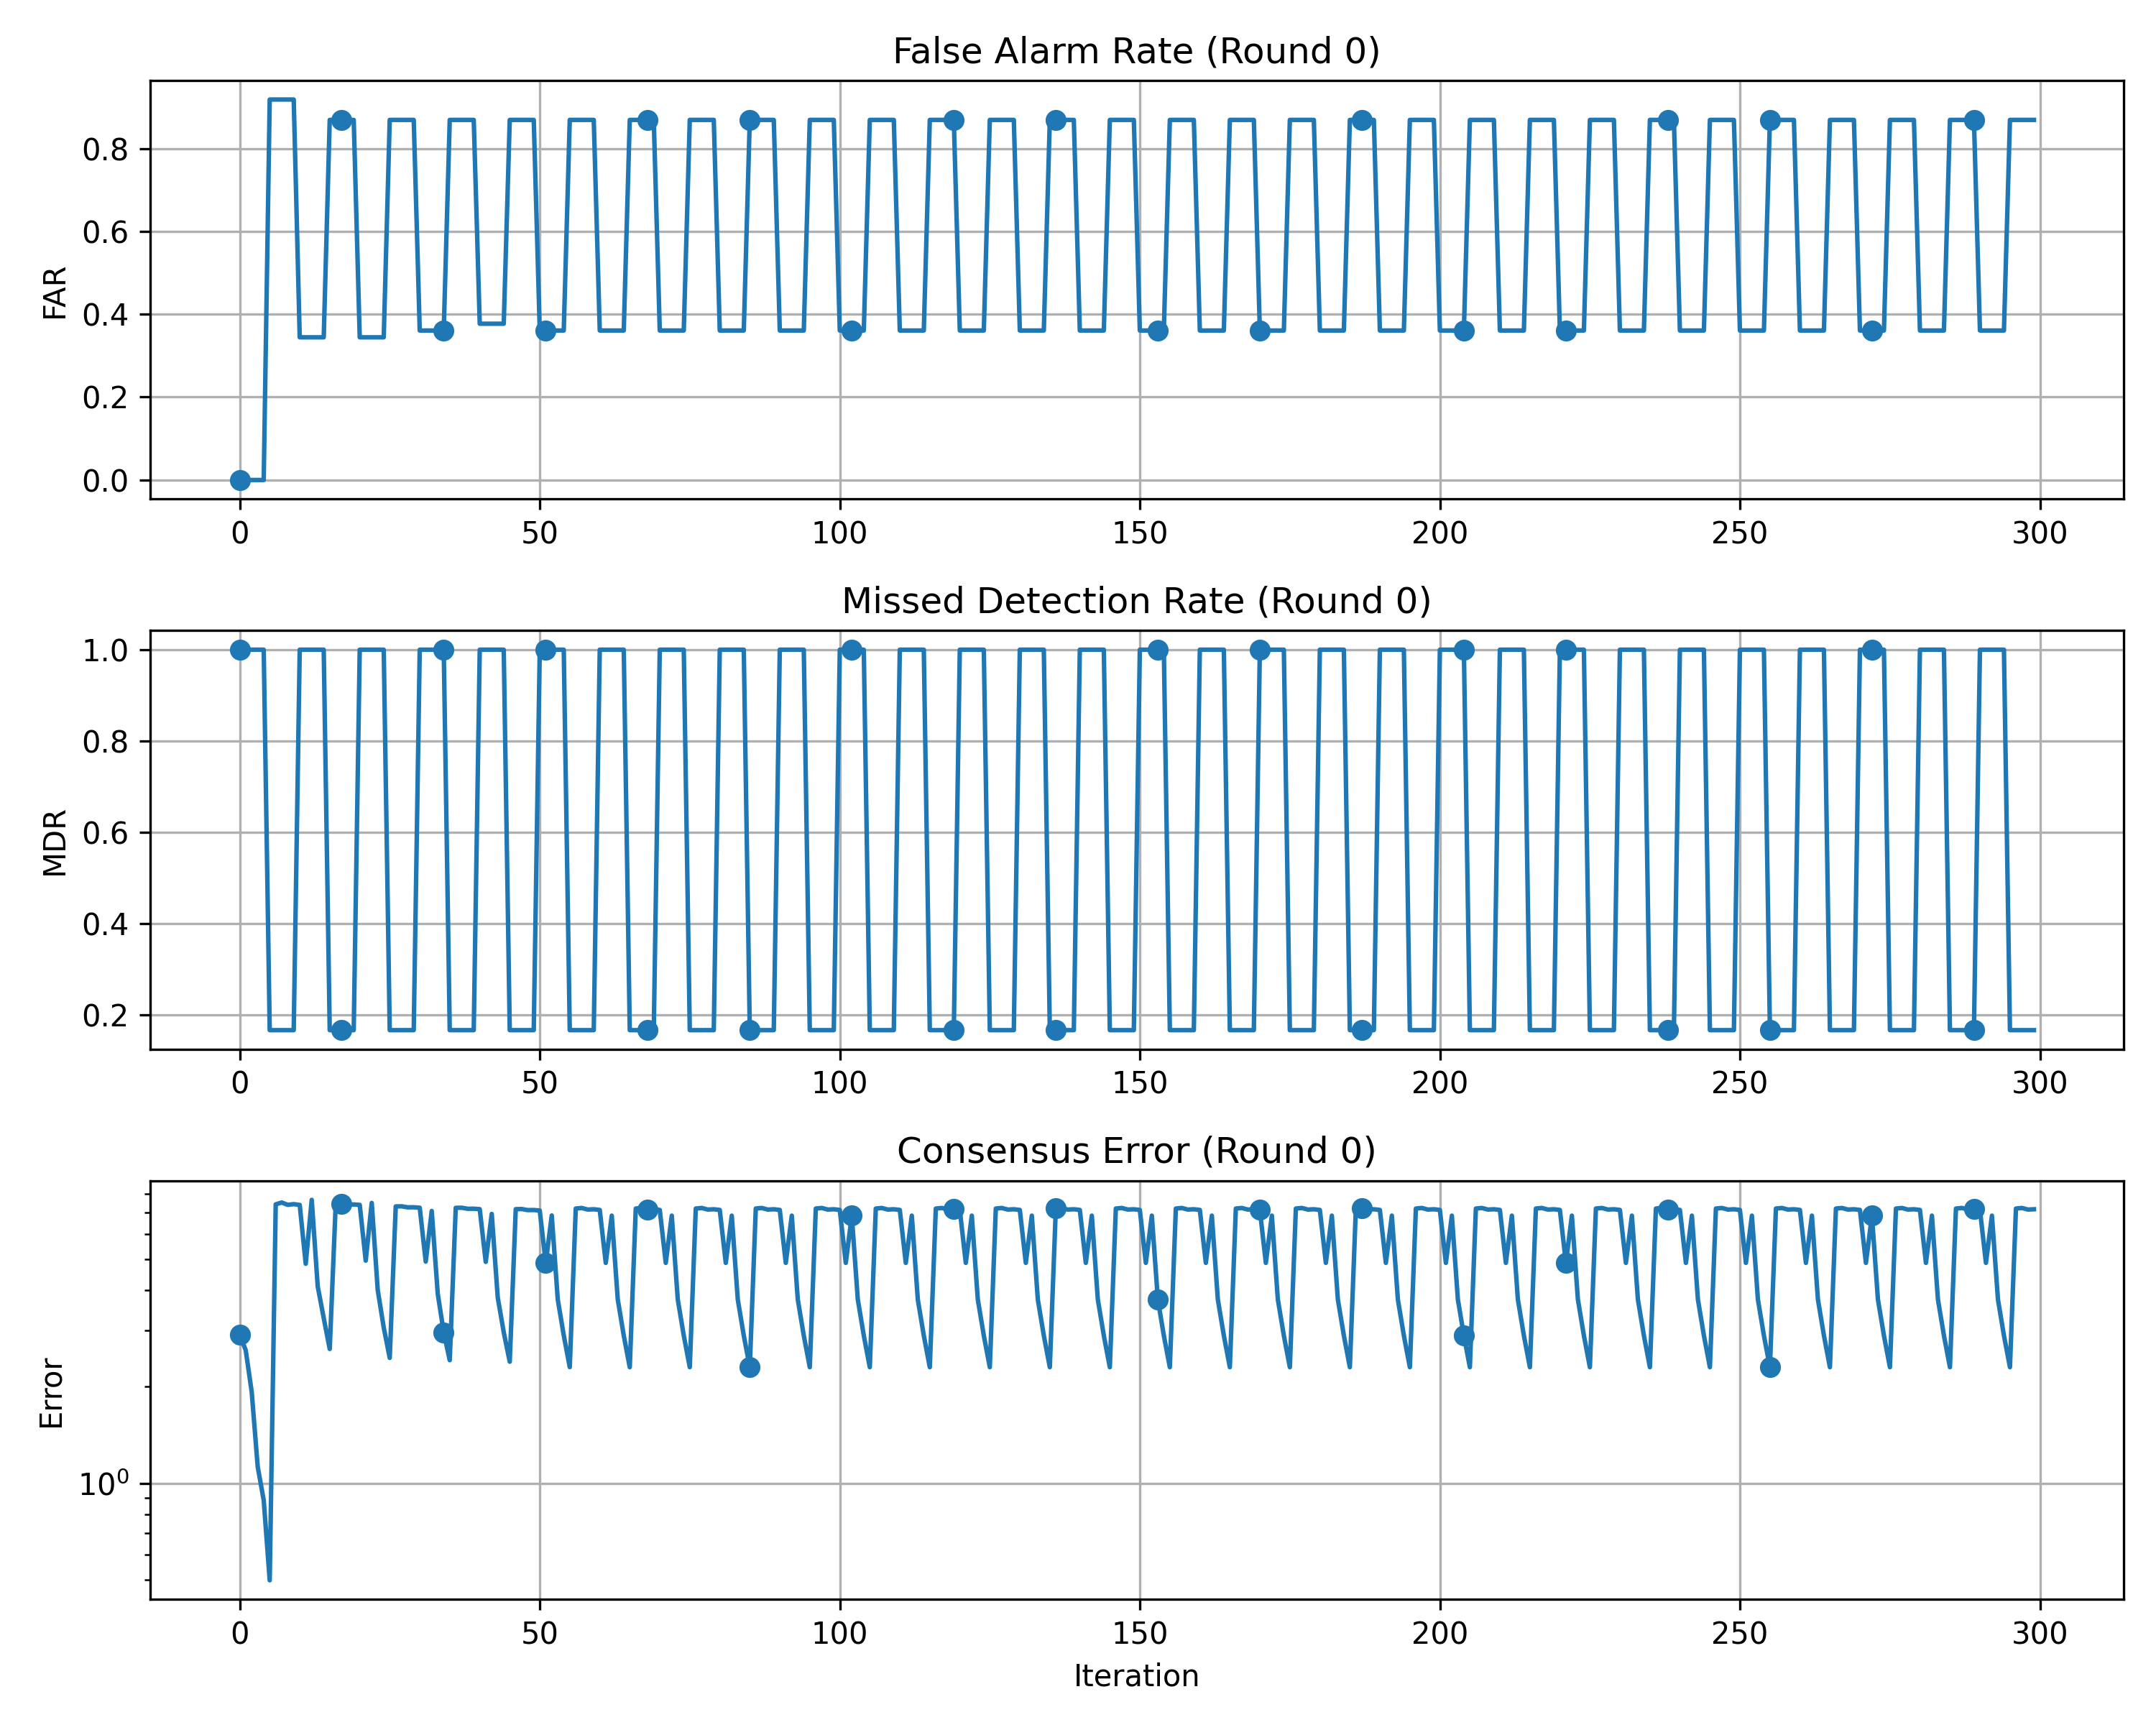 False Alarm Rate (Round 0)
FAR
0.8
0.6
0.4
0.2
0.0
0 50 100 150 200 250 300
Missed Detection Rate (Round 0)
MDR
1.0
0.8
0.6
0.4
0.2
0 50 100 150 200 250 300
Consensus Error (Round 0)
Error
10⁰
0 50 100 150 200 250 300
Iteration